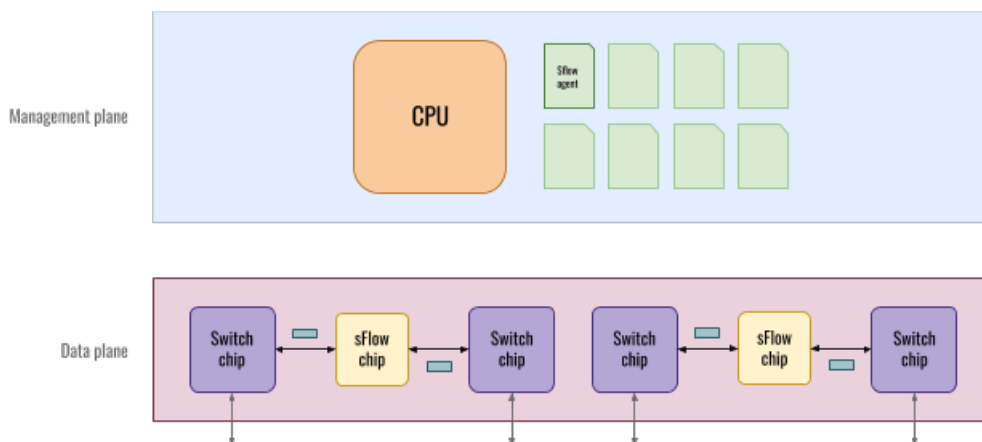 Management plane
CPU
Sflow
agent
Data plane
Switch
chip
sFlow
chip
Switch
chip
Switch
chip
sFlow
chip
Switch
chip